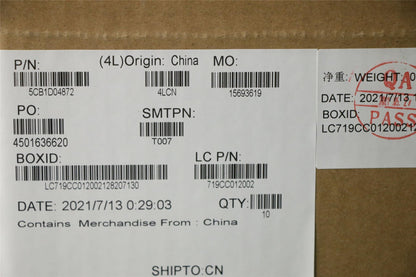 P/N:
5CB1D04872
(4L)Origin: China
4LCN
MO:
15693619
PO:
4501636620
SMTPN:
T007
BOXID:
LC719CC012002128207130
LC P/N:
719CC012002
DATE: 2021/7/13 0:29:03
QTY:
10
Contains Merchandise From : China
SHIPTO:CN
净重: WEIGHT:
DATE: 2021/7/13
BOXID:
LC719CC0120021
QA
PASS